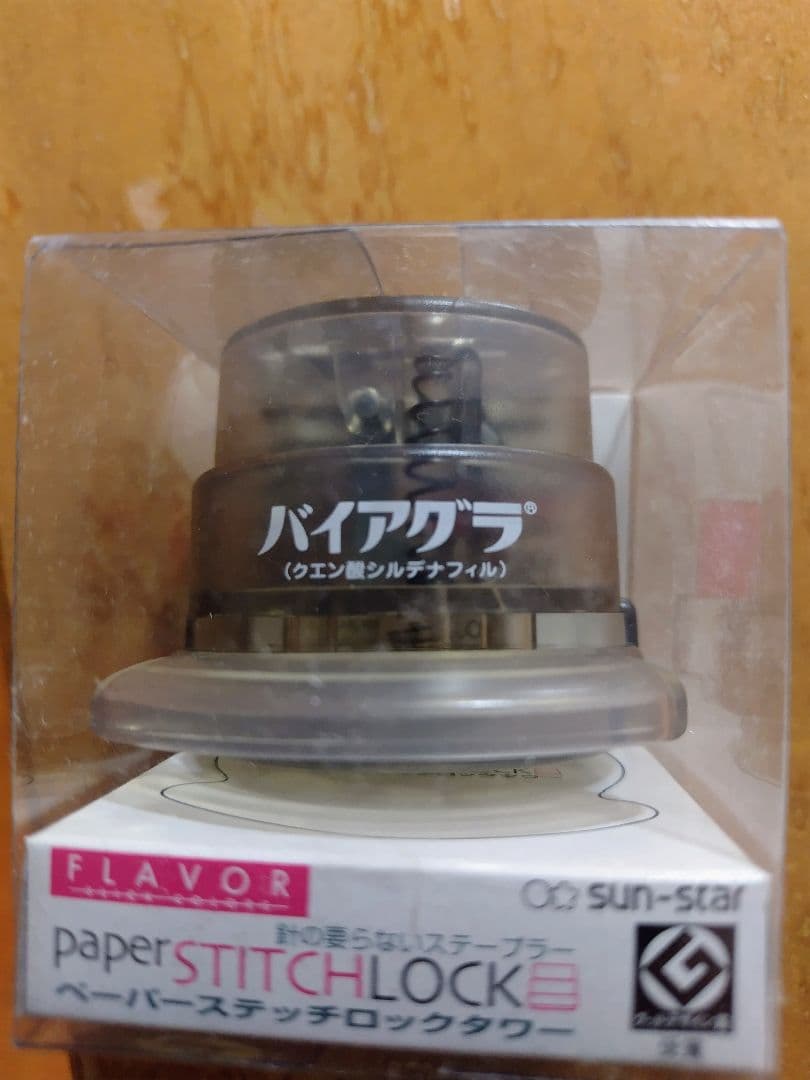 バイアグラ®
(クエン酸シルデナフィル)
FLAVOR
sun-star
針の要らないステープラー
paper STITCHLOCK
ペーパーステッチロックタワー